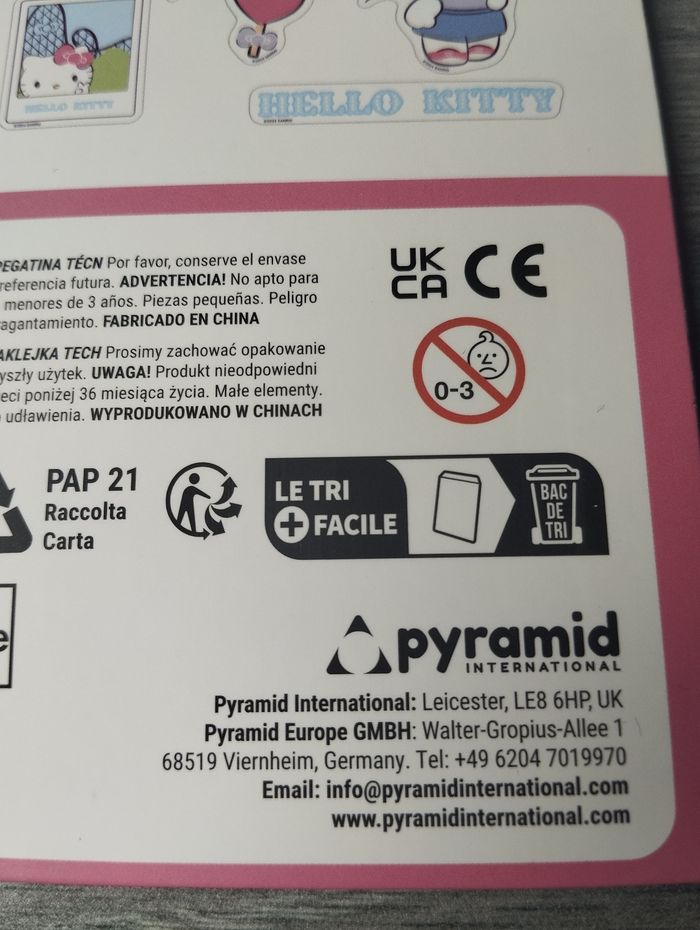 HELLO KITTY
HELLO KITTY
PEGATINA TÉCN Por favor, conserve el envase
referencia futura. ADVERTENCIA! No apto para
menores de 3 años. Piezas pequeñas. Peligro
agantamiento. FABRICADO EN CHINA
AKLEJKA TECH Prosimy zachować opakowanie
yszły użytek. UWAGA! Produkt nieodpowiedni
eci poniżej 36 miesiąca życia. Małe elementy.
udławienia. WYPRODUKOWANO W CHINACH
UK
CA CE
0-3
PAP 21
Raccolta
Carta
LE TRI
+ FACILE
BAC
DE
TRI
e
pyramid
INTERNATIONAL
Pyramid International: Leicester, LE8 6HP, UK
Pyramid Europe GMBH: Walter-Gropius-Allee 1
68519 Viernheim, Germany. Tel: +49 6204 7019970
Email: info@pyramidinternational.com
www.pyramidinternational.com